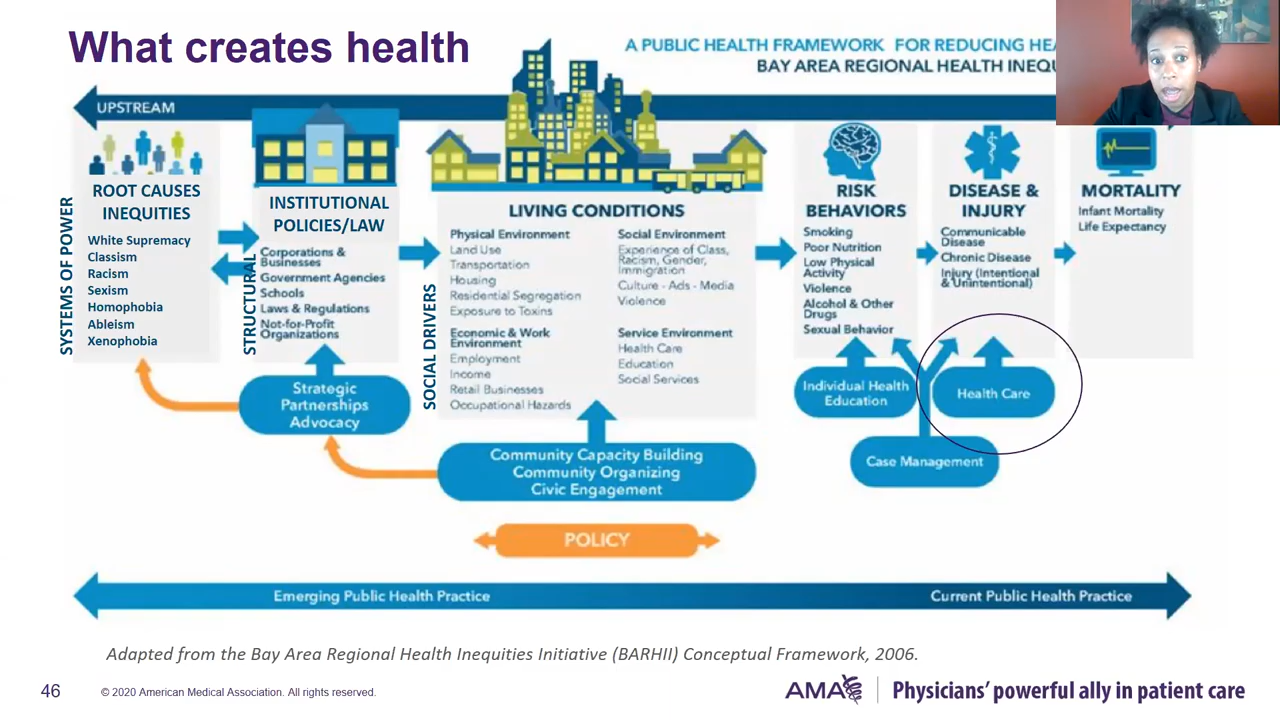 What creates health
A PUBLIC HEALTH FRAMEWORK FOR REDUCING
BAY AREA REGIONAL HEALTH
UPSTREAM
SYSTEMS OF POWER
ROOT CAUSES
INEQUITIES
White Supremacy
Classism
Racism
Sexism
Homophobia
Ableism
Xenophobia
STRUCTURAL
INSTITUTIONAL
POLICIES/LAW
Corporations &
Businesses
Government Agencies
Schools
Laws & Regulations
Not-for-Profit
Organizations
Strategic
Partnerships
Advocacy
SOCIAL DRIVERS
LIVING CONDITIONS
Physical Environment
Land Use
Transportation
Housing
Residential Segregation
Exposure to Toxins
Economic & Work
Environment
Employment
Income
Retail Businesses
Occupational Hazards
Social Environment
Experience of Class,
Racism, Gender,
Immigration
Culture - Ads - Media
Violence
Service Environment
Health Care
Education
Social Services
Community Capacity Building
Community Organizing
Civic Engagement
RISK
BEHAVIORS
Smoking
Poor Nutrition
Low Physical
Activity
Violence
Alcohol & Other
Drugs
Sexual Behavior
Individual Health
Education
DISEASE &
INJURY
Communicable
Disease
Chronic Disease
Injury (Intentional
& Unintentional)
Health Care
Case Management
MORTALITY
Infant Mortality
Life Expectancy
POLICY
Emerging Public Health Practice
Current Public Health Practice
Adapted from the Bay Area Regional Health Inequities Initiative (BARHII) Conceptual Framework, 2006.
46
© 2020 American Medical Association. All rights reserved.
AMA
Physicians' powerful ally in patient care